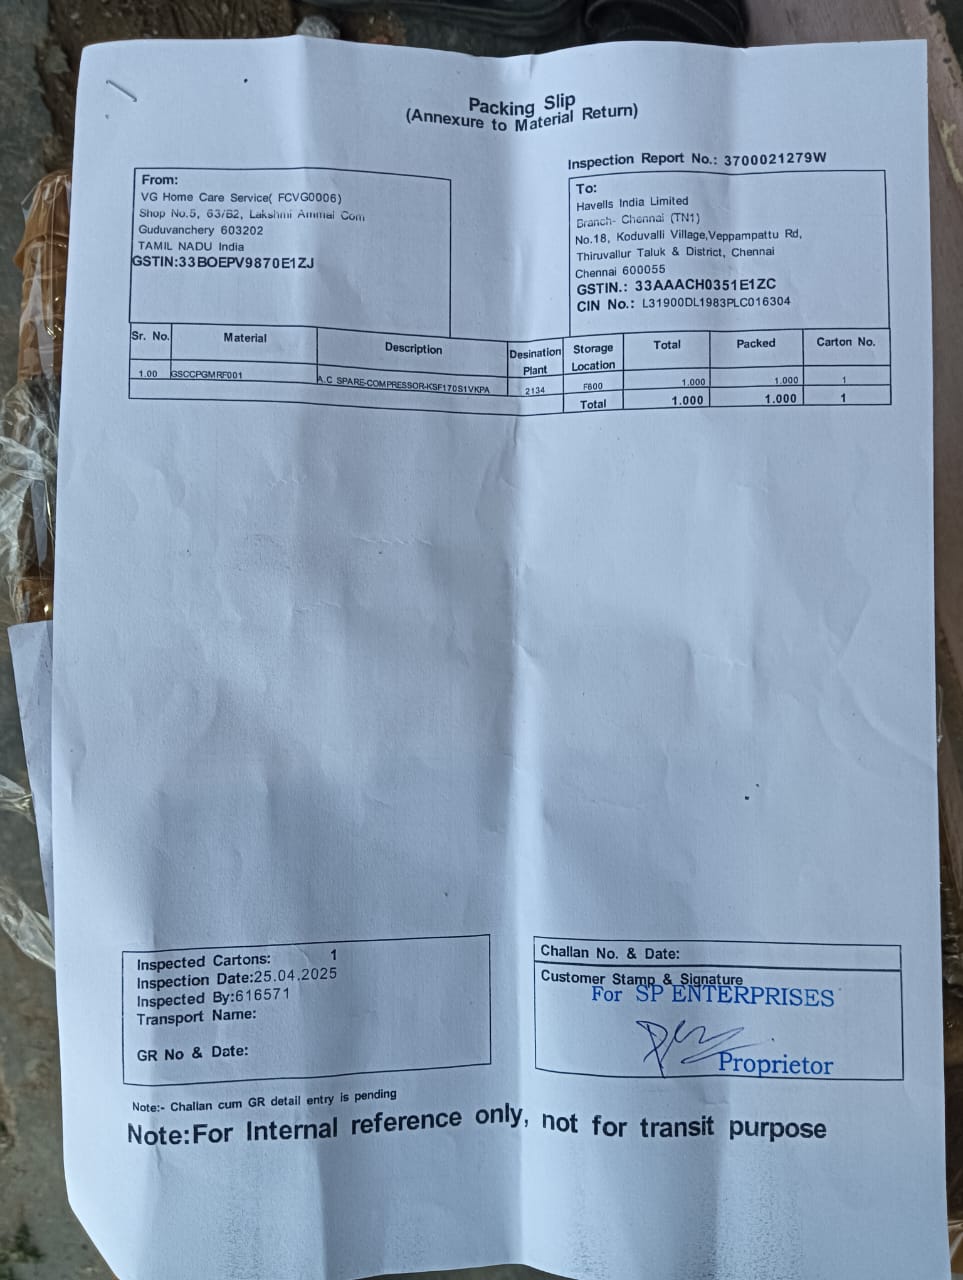 Packing Slip
(Annexure to Material Return)
Inspection Report No.: 3700021279W
From:
VG Home Care Service( FCVG0006)
Shop No.5, 63/B2, Lakshmi Ammal Com
Guduvanchery 603202
TAMIL NADU India
GSTIN:33BOEPV9870E1ZJ
To:
Havells India Limited
Branch- Chennai (TN1)
No.18, Koduvalli Village,Veppampattu Rd,
Thiruvallur Taluk & District, Chennai
Chennai 600055
GSTIN.: 33AAACH0351E1ZC
CIN No.: L31900DL1983PLC016304
Sr. No. Material Description Desination Plant Storage Location Total Packed Carton No.
1.00 GSCCPGMRF001 A.C SPARE-COMPRESSOR-KSF170S1VKPA 2134 F600 1.000 1.000 1
Total 1.000 1.000 1
Inspected Cartons: 1
Inspection Date:25.04.2025
Inspected By:616571
Transport Name:
GR No & Date:
Challan No. & Date:
Customer Stamp & Signature
For SP ENTERPRISES
Proprietor
Note:- Challan cum GR detail entry is pending
Note:For Internal reference only, not for transit purpose